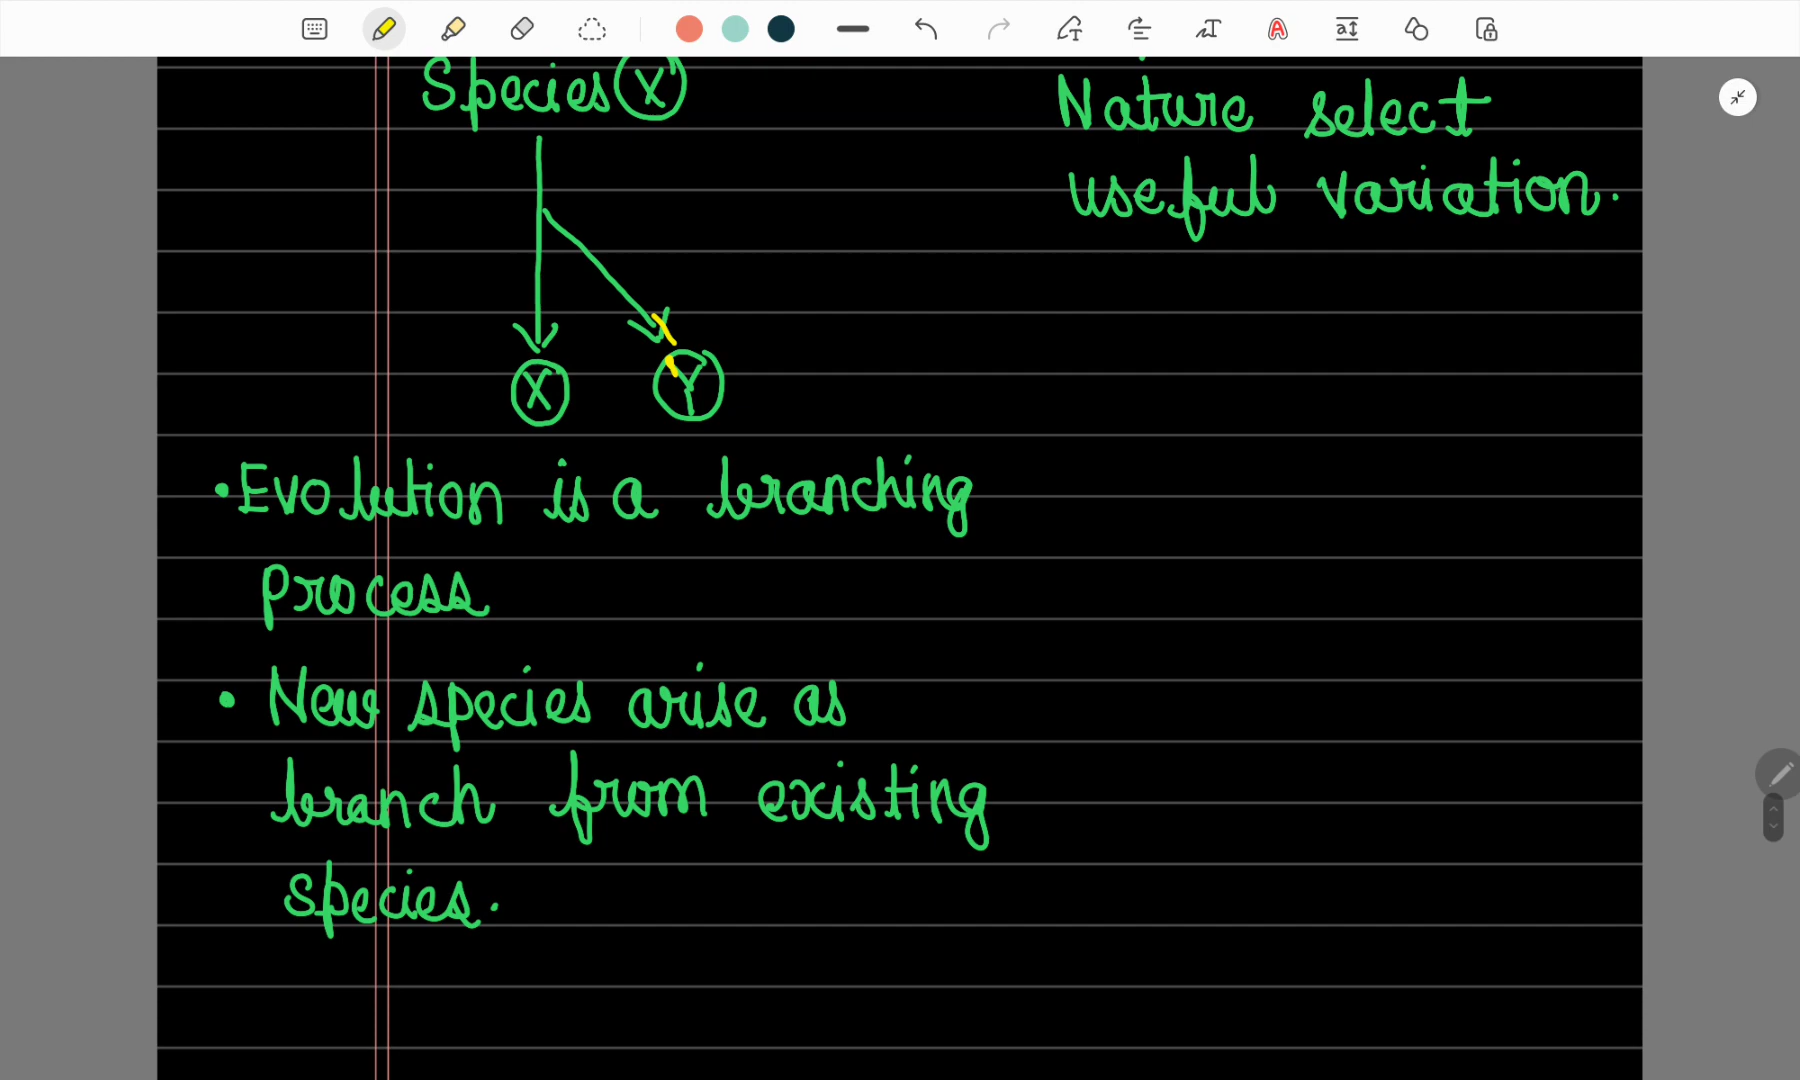 Species X
Nature select
useful variation.
X Y
• Evolution is a branching
process
• New species arise as
branch from existing
species.